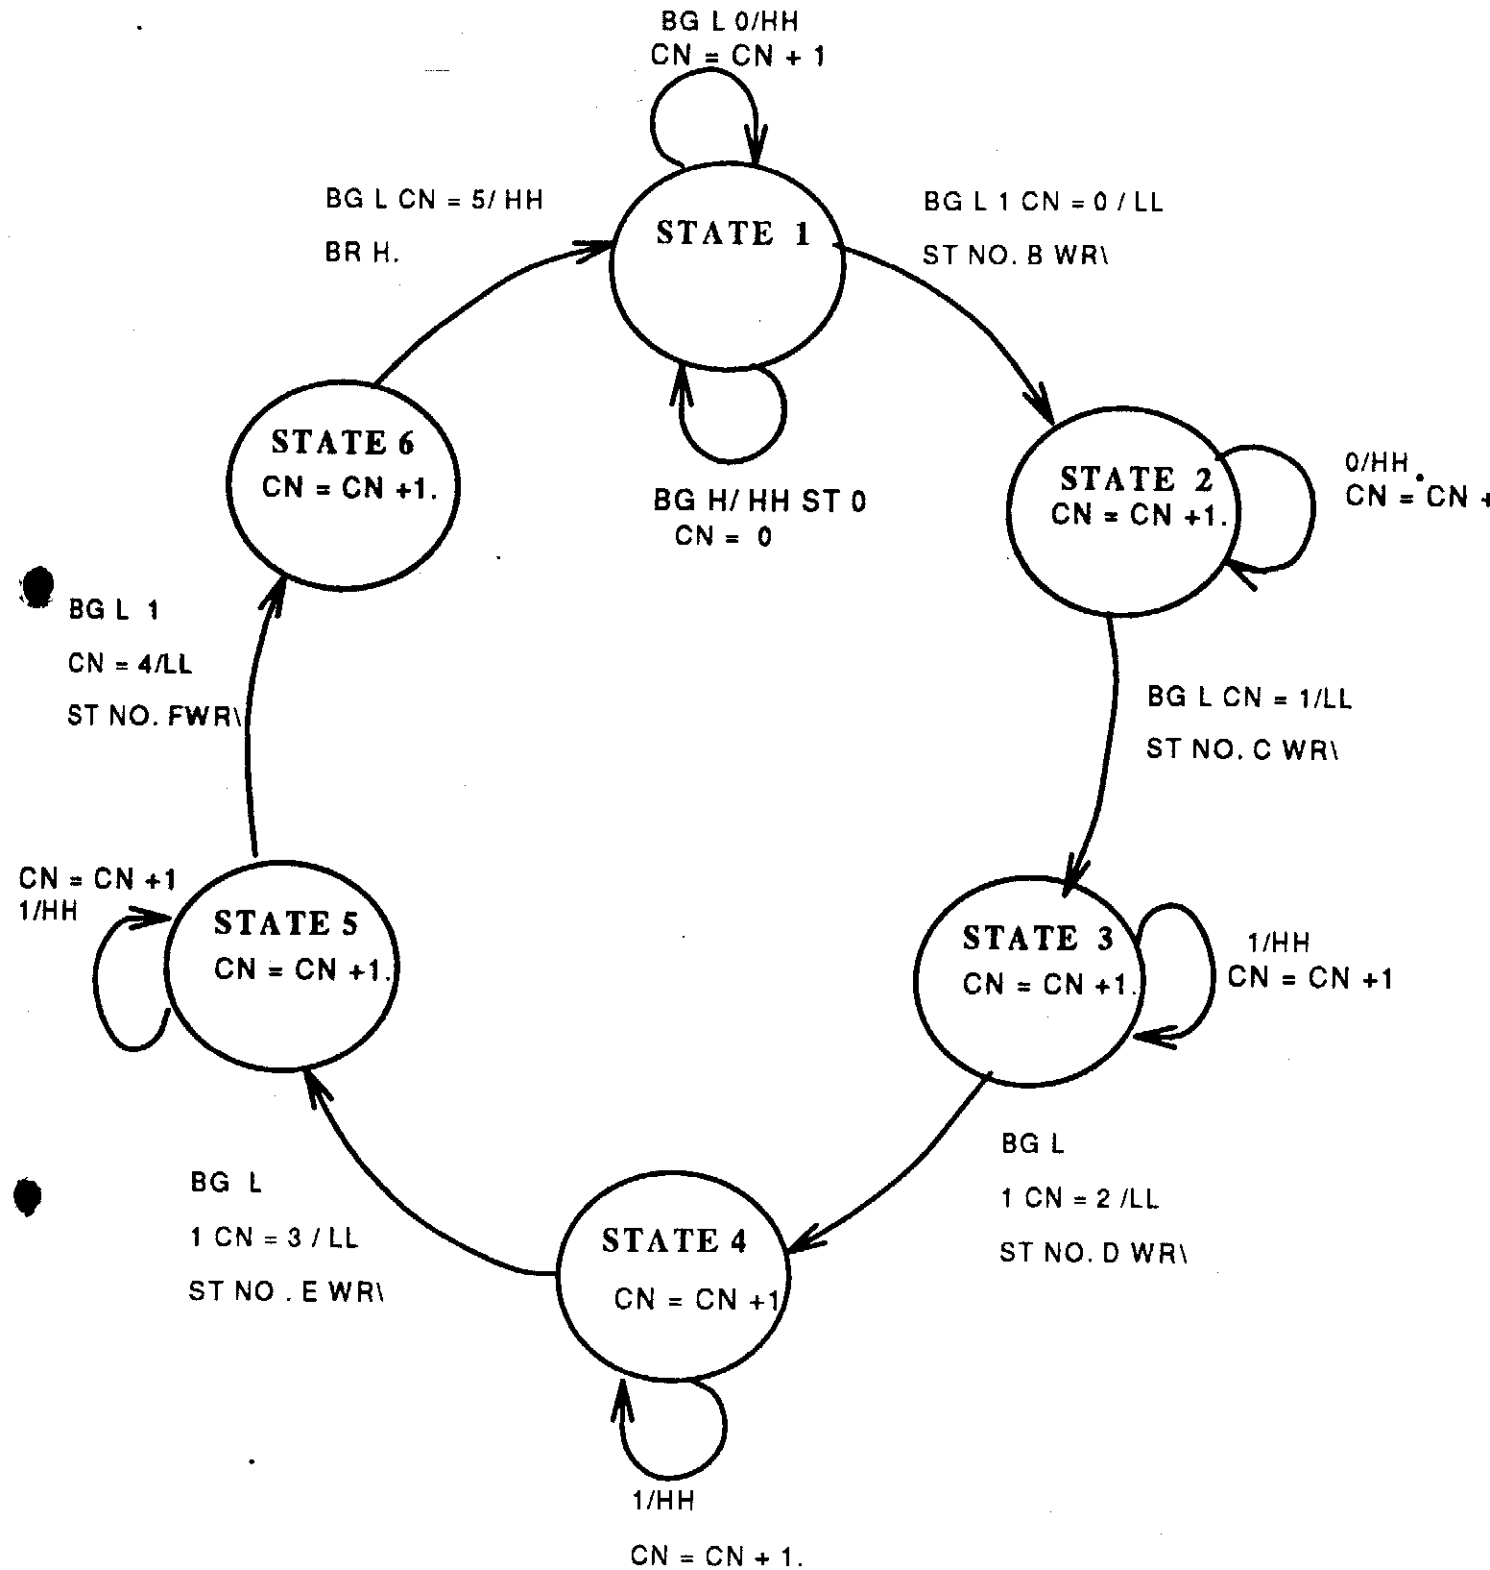 BG L 0/HH
CN = CN + 1
BG L CN = 5/ HH
BR H.
STATE 1
BG L 1 CN = 0 / LL
ST NO. B WR\
BG H/ HH ST 0
CN = 0
STATE 6
CN = CN +1.
STATE 2
CN = CN +1.
0/HH
CN = CN +
BG L 1
CN = 4/LL
ST NO. FWR\
BG L CN = 1/LL
ST NO. C WR\
CN = CN +1
1/HH
STATE 5
CN = CN +1.
STATE 3
CN = CN +1.
1/HH
CN = CN +1
BG L
1 CN = 3 / LL
ST NO . E WR\
STATE 4
CN = CN +1
BG L
1 CN = 2 /LL
ST NO. D WR\
1/HH
CN = CN + 1.